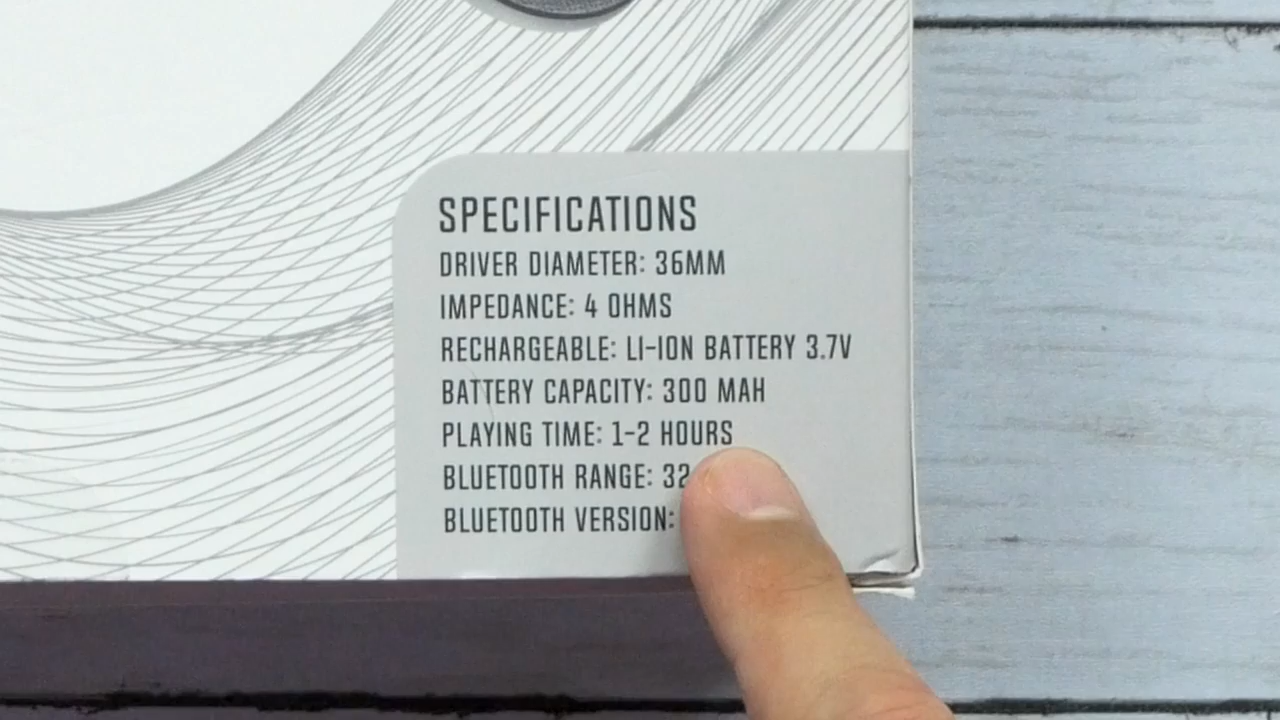 SPECIFICATIONS
DRIVER DIAMETER: 36MM
IMPEDANCE: 4 OHMS
RECHARGEABLE: LI-ION BATTERY 3.7V
BATTERY CAPACITY: 300 MAH
PLAYING TIME: 1-2 HOURS
BLUETOOTH RANGE: 32
BLUETOOTH VERSION: